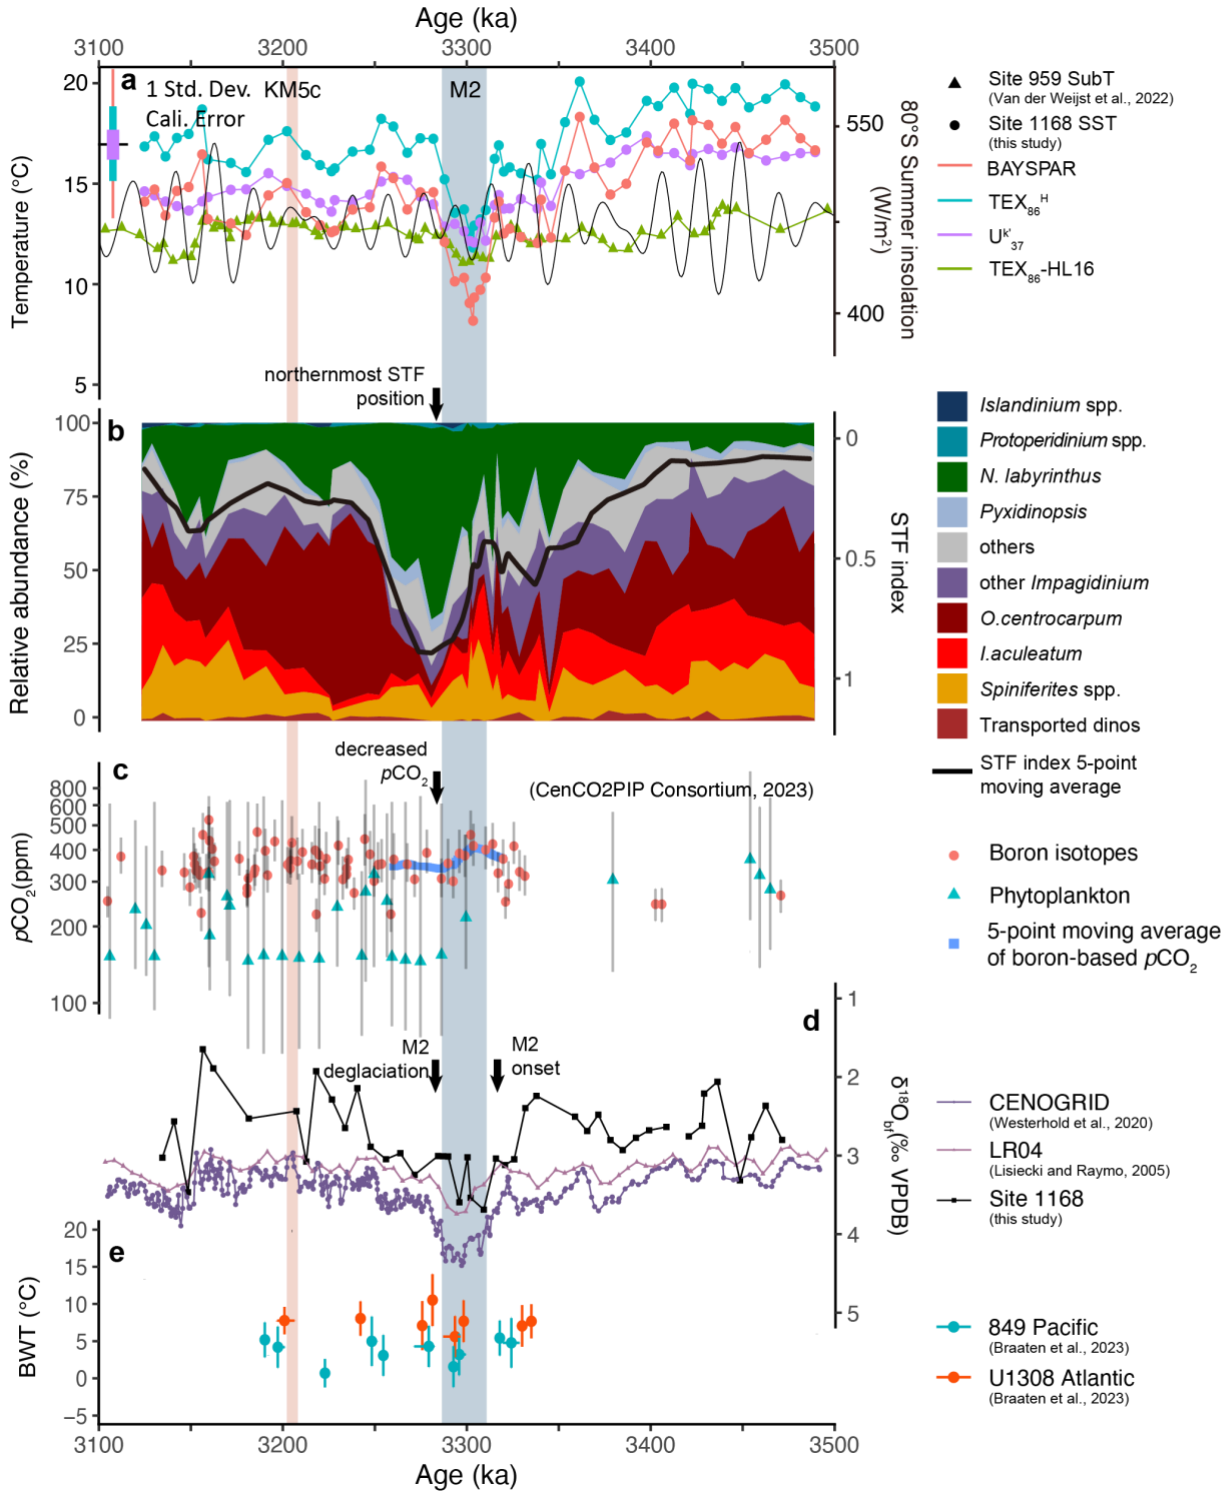 Age (ka)
3100 3200 3300 3400 3500
a 1 Std. Dev. KM5c M2
Cali. Error
20
15
10
5
Temperature (°C)
550
400
80°S Summer insolation
(W/m²)
Site 959 SubT
(Van der Weijst et al., 2022)
Site 1168 SST
(this study)
BAYSPAR
TEX₈₆ᴴ
Uᵏ'₃₇
TEX₈₆-HL16
northernmost STF
position
b
100
75
50
25
0
Relative abundance (%)
0
0.5
1
STF index
Islandinium spp.
Protoperidinium spp.
N. labyrinthus
Pyxidinopsis
others
other Impagidinium
O.centrocarpum
I.aculeatum
Spiniferites spp.
Transported dinos
STF index 5-point
moving average
decreased
pCO₂
c
(CenCO2PIP Consortium, 2023)
800
600
500
400
300
200
100
pCO₂(ppm)
Boron isotopes
Phytoplankton
5-point moving average
of boron-based pCO₂
d
M2
deglaciation
M2
onset
1
2
3
4
5
δ¹⁸O_bf(‰ VPDB)
CENOGRID
(Westerhold et al., 2020)
LR04
(Lisiecki and Raymo, 2005)
Site 1168
(this study)
e
20
15
10
5
0
−5
BWT (°C)
849 Pacific
(Braaten et al., 2023)
U1308 Atlantic
(Braaten et al., 2023)
3100 3200 3300 3400 3500
Age (ka)